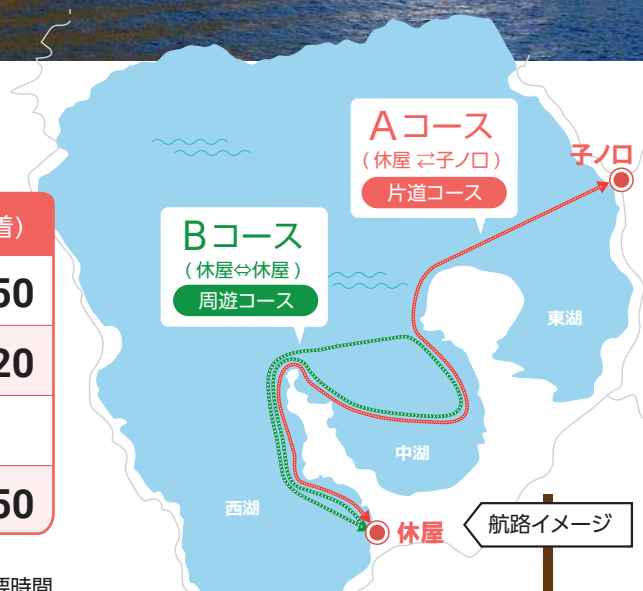 Aコース
(休屋⇄子ノ口)
片道コース
子ノ口
着)
Bコース
(休屋⇔休屋)
周遊コース
50
20
東湖
中湖
西湖
50
休屋
航路イメージ
要時間